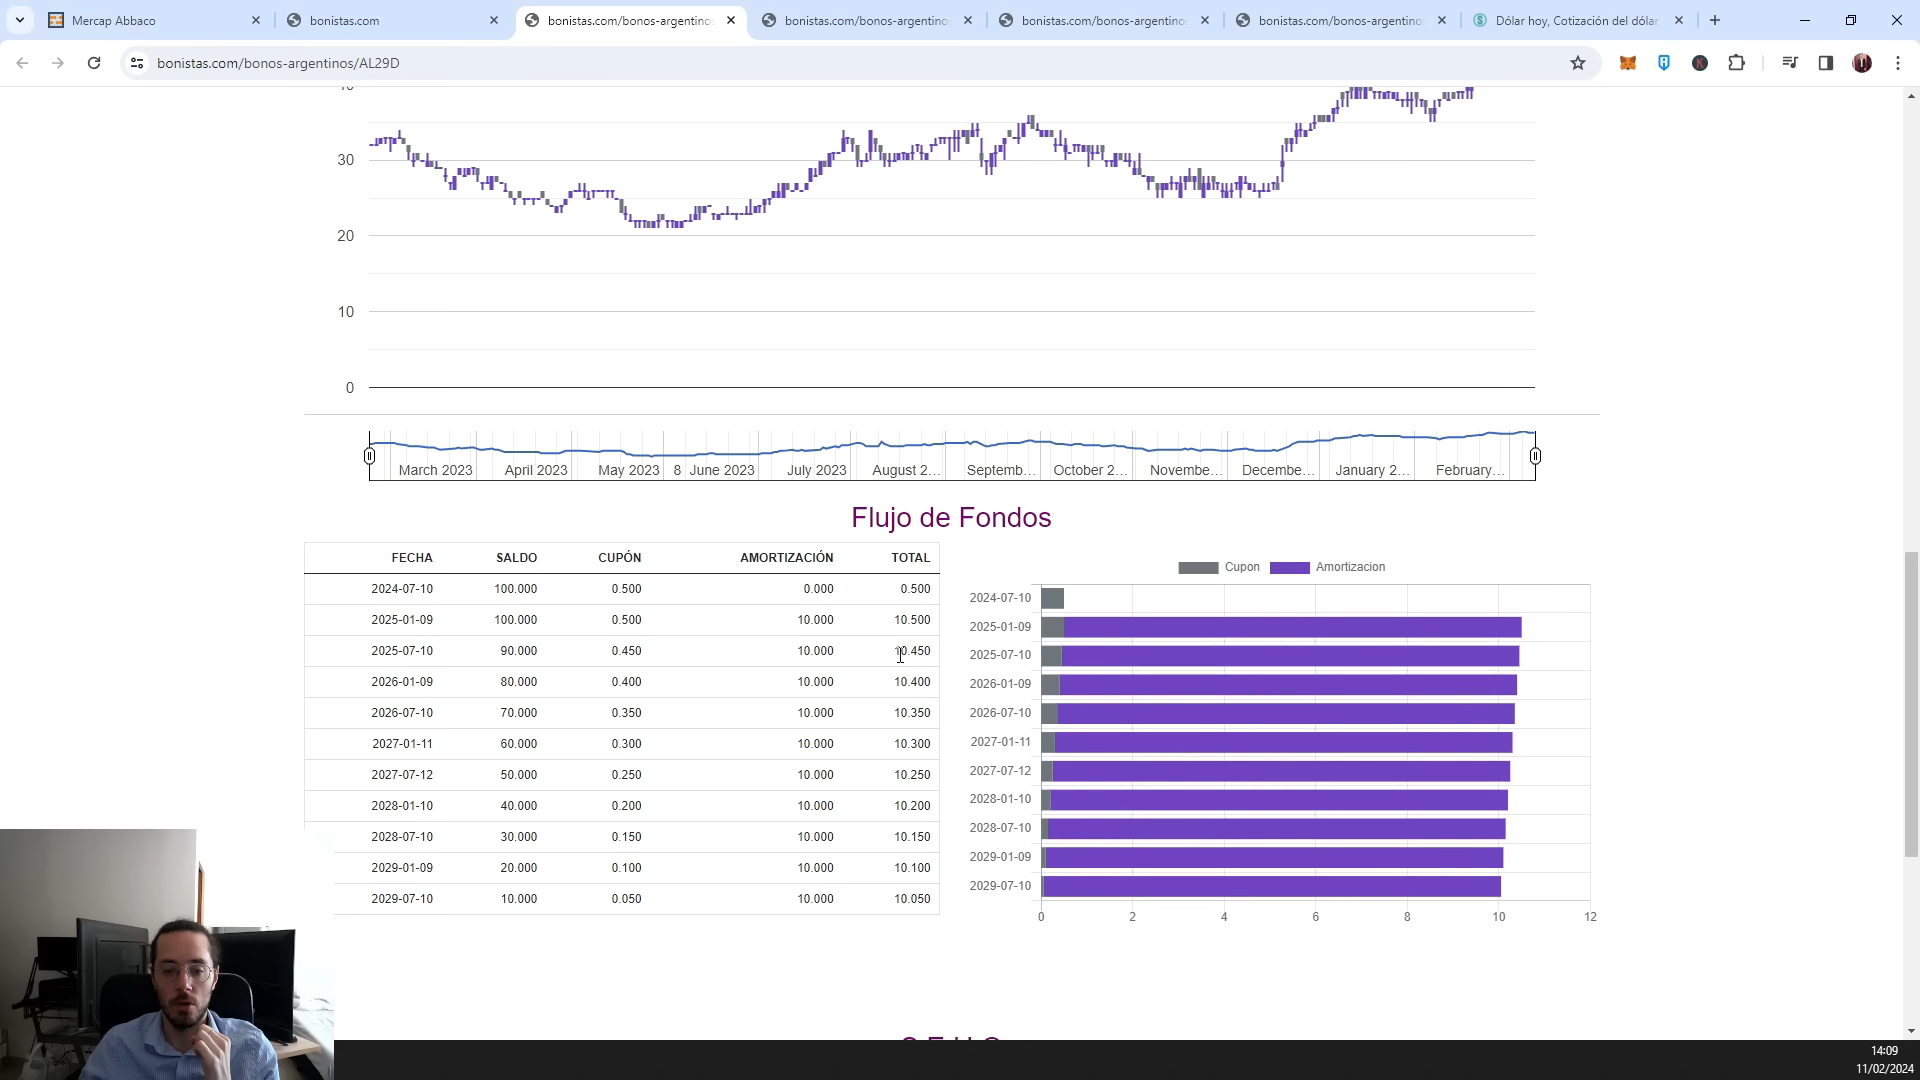 Mercap Abbaco
bonistas.com
bonistas.com/bonos-argentino
bonistas.com/bonos-argentino
bonistas.com/bonos-argentino
bonistas.com/bonos-argentino
Dólar hoy, Cotización del dólar
bonistas.com/bonos-argentinos/AL29D
30
20
10
0
March 2023 April 2023 May 2023 8 June 2023 July 2023 August 2… Septemb… October 2… Novembe… Decembe… January 2… February…
Flujo de Fondos
FECHA SALDO CUPÓN AMORTIZACIÓN TOTAL
2024-07-10 100.000 0.500 0.000 0.500
2025-01-09 100.000 0.500 10.000 10.500
2025-07-10 90.000 0.450 10.000 10.450
2026-01-09 80.000 0.400 10.000 10.400
2026-07-10 70.000 0.350 10.000 10.350
2027-01-11 60.000 0.300 10.000 10.300
2027-07-12 50.000 0.250 10.000 10.250
2028-01-10 40.000 0.200 10.000 10.200
2028-07-10 30.000 0.150 10.000 10.150
2029-01-09 20.000 0.100 10.000 10.100
2029-07-10 10.000 0.050 10.000 10.050
Cupon Amortizacion
2024-07-10
2025-01-09
2025-07-10
2026-01-09
2026-07-10
2027-01-11
2027-07-12
2028-01-10
2028-07-10
2029-01-09
2029-07-10
0 2 4 6 8 10 12
14:09
11/02/2024